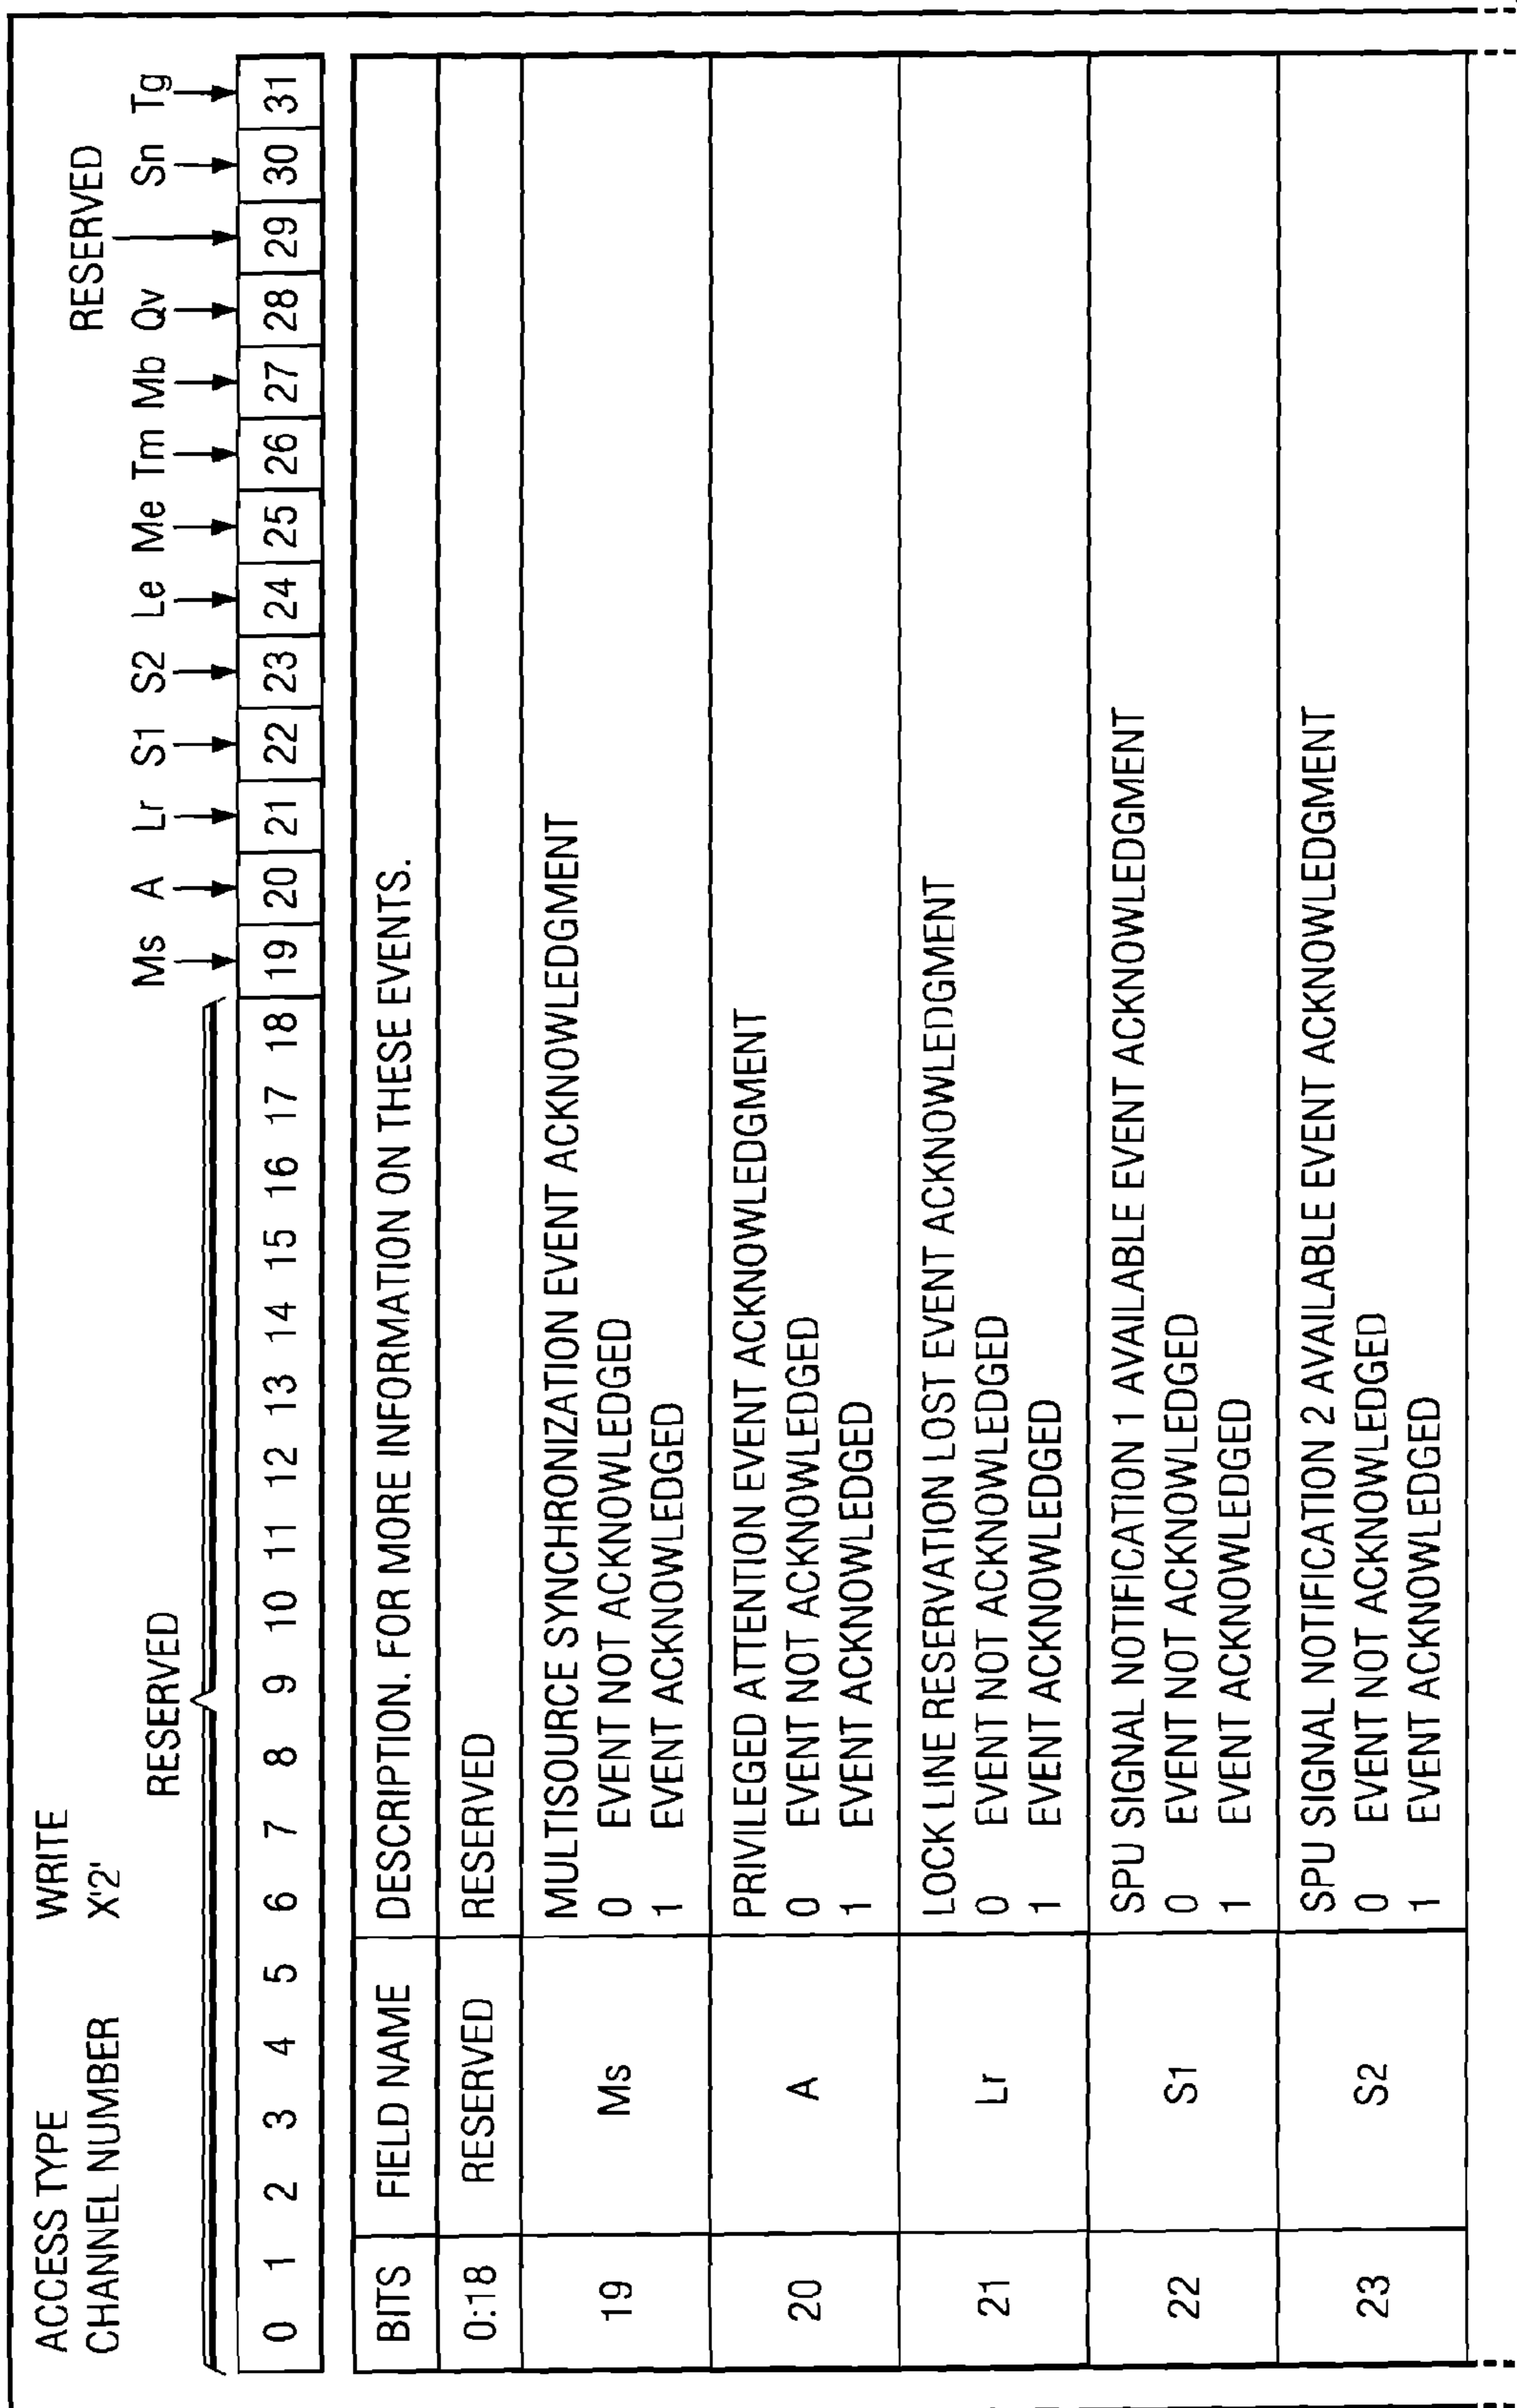 ACCESS TYPE WRITE
CHANNEL NUMBER X'2'
RESERVED
RESERVED
Ms A Lr S1 S2 Le Me Tm Mb Qv Sn Tg
0 1 2 3 4 5 6 7 8 9 10 11 12 13 14 15 16 17 18 19 20 21 22 23 24 25 26 27 28 29 30 31
BITS FIELD NAME DESCRIPTION. FOR MORE INFORMATION ON THESE EVENTS.
0:18 RESERVED RESERVED
19 Ms MULTISOURCE SYNCHRONIZATION EVENT ACKNOWLEDGMENT
0 EVENT NOT ACKNOWLEDGED
1 EVENT ACKNOWLEDGED
20 A PRIVILEGED ATTENTION EVENT ACKNOWLEDGMENT
0 EVENT NOT ACKNOWLEDGED
1 EVENT ACKNOWLEDGED
21 Lr LOCK LINE RESERVATION LOST EVENT ACKNOWLEDGMENT
0 EVENT NOT ACKNOWLEDGED
1 EVENT ACKNOWLEDGED
22 S1 SPU SIGNAL NOTIFICATION 1 AVAILABLE EVENT ACKNOWLEDGMENT
0 EVENT NOT ACKNOWLEDGED
1 EVENT ACKNOWLEDGED
23 S2 SPU SIGNAL NOTIFICATION 2 AVAILABLE EVENT ACKNOWLEDGMENT
0 EVENT NOT ACKNOWLEDGED
1 EVENT ACKNOWLEDGED